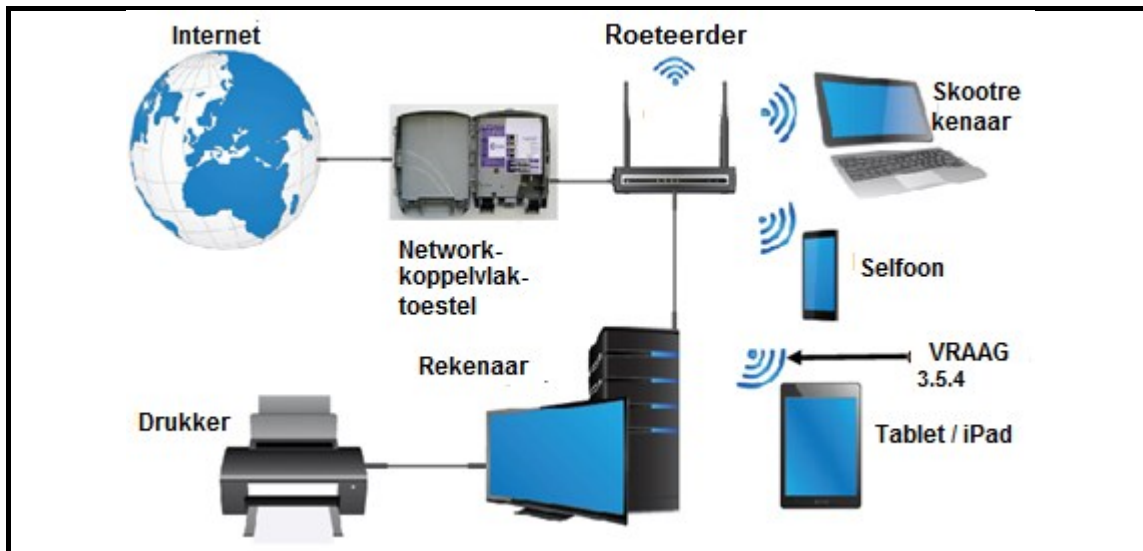 Internet
Roeteerder
Skootre
kenaar
Network-
koppelvlak-
toestel
Selfoon
VRAAG
3.5.4
Rekenaar
Drukker
Tablet / iPad